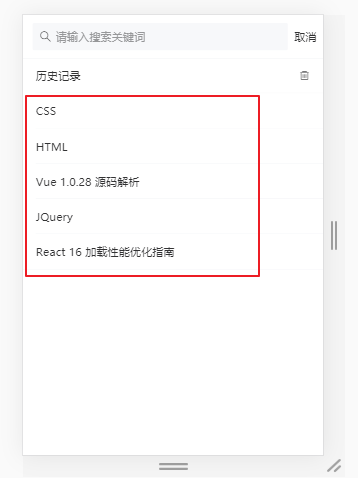 请输入搜索关键词 取消
历史记录
CSS
HTML
Vue 1.0.28 源码解析
JQuery
React 16 加载性能优化指南